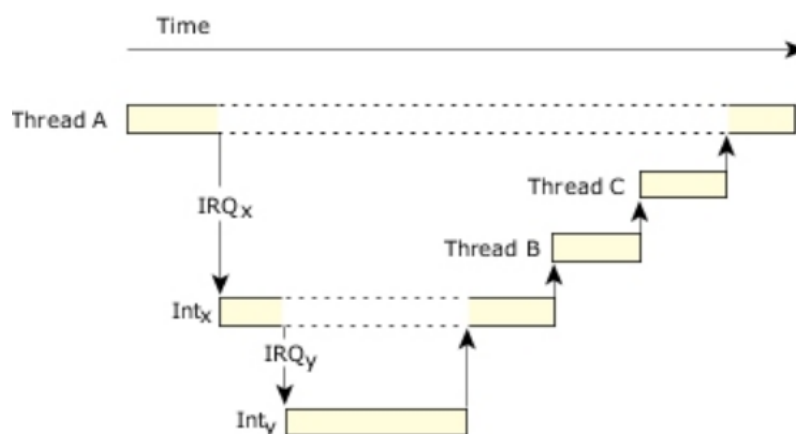 Time
Thread A
Thread C
IRQx
Thread B
Intx
IRQy
Inty